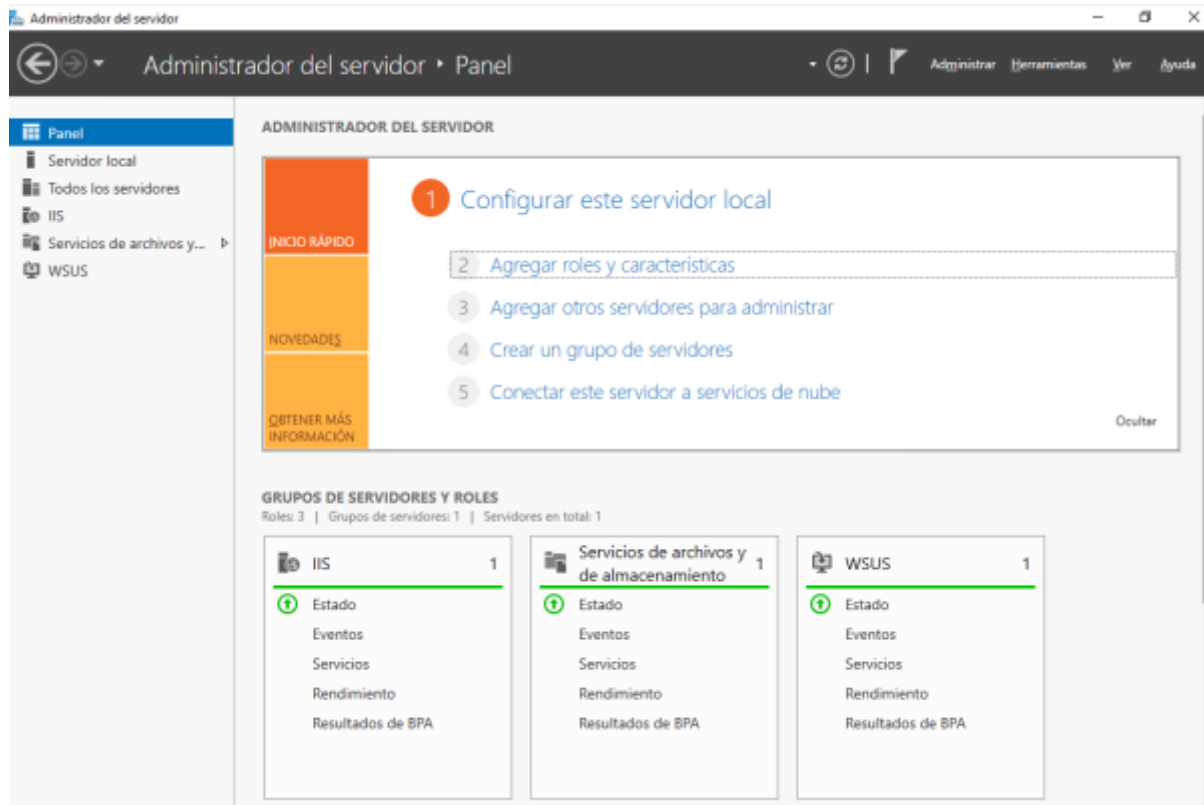 Administrador del servidor
Administrador del servidor ‣ Panel
Administrar Herramientas Ver Ayuda
Panel
Servidor local
Todos los servidores
IIS
Servicios de archivos y...
WSUS
ADMINISTRADOR DEL SERVIDOR
INICIO RÁPIDO
NOVEDADES
OBTENER MÁS
INFORMACIÓN
1 Configurar este servidor local
2 Agregar roles y características
3 Agregar otros servidores para administrar
4 Crear un grupo de servidores
5 Conectar este servidor a servicios de nube
Ocultar
GRUPOS DE SERVIDORES Y ROLES
Roles: 3 | Grupos de servidores: 1 | Servidores en total: 1
IIS 1
Estado
Eventos
Servicios
Rendimiento
Resultados de BPA
Servicios de archivos y
de almacenamiento 1
Estado
Eventos
Servicios
Rendimiento
Resultados de BPA
WSUS 1
Estado
Eventos
Servicios
Rendimiento
Resultados de BPA